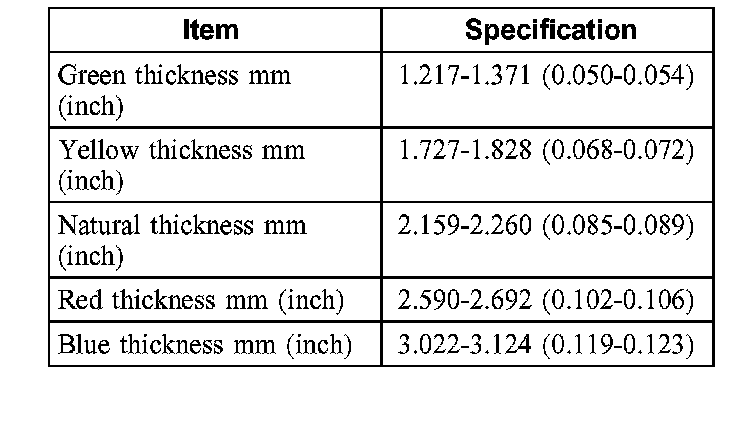 Item Specification
Green thickness mm 1.217-1.371 (0.050-0.054)
(inch)
Yellow thickness mm 1.727-1.828 (0.068-0.072)
(inch)
Natural thickness mm 2.159-2.260 (0.085-0.089)
(inch)
Red thickness mm (inch) 2.590-2.692 (0.102-0.106)
Blue thickness mm (inch) 3.022-3.124 (0.119-0.123)